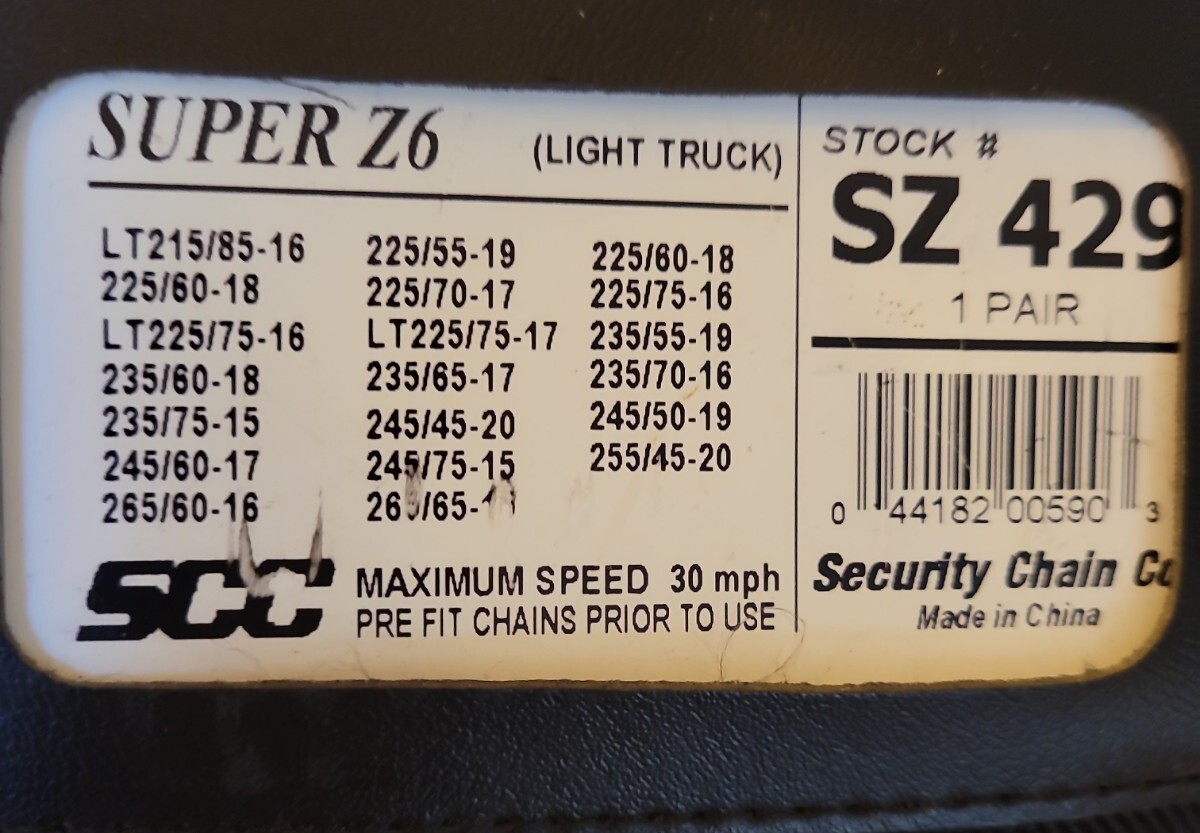 SUPER Z6 (LIGHT TRUCK)
LT215/85-16 225/55-19 225/60-18
225/60-18 225/70-17 225/75-16
LT225/75-16 LT225/75-17 235/55-19
235/60-18 235/65-17 235/70-16
235/75-15 245/45-20 245/50-19
245/60-17 245/75-15 255/45-20
265/60-16
SCC
MAXIMUM SPEED 30 mph
PRE FIT CHAINS PRIOR TO USE
STOCK #
SZ 429
1 PAIR
0 44182 00590 3
Security Chain
Made in China